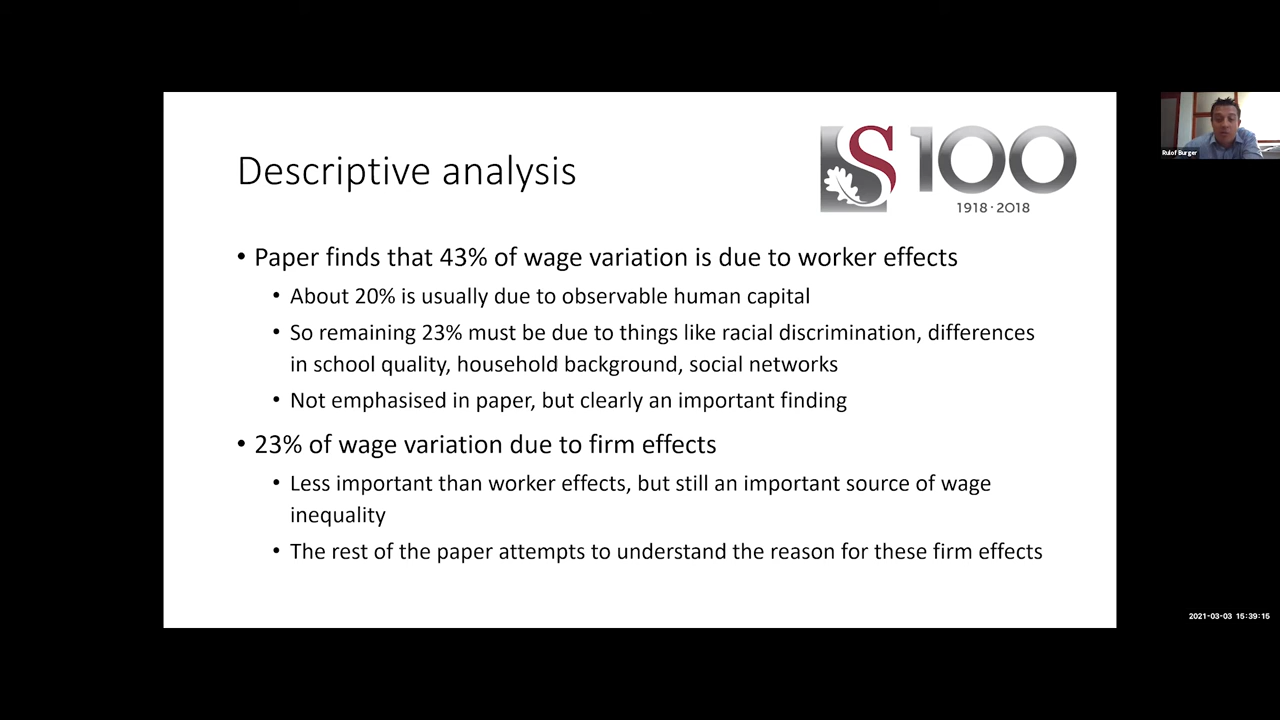 Descriptive analysis
S100
1918·2018
• Paper finds that 43% of wage variation is due to worker effects
• About 20% is usually due to observable human capital
• So remaining 23% must be due to things like racial discrimination, differences
in school quality, household background, social networks
• Not emphasised in paper, but clearly an important finding
• 23% of wage variation due to firm effects
• Less important than worker effects, but still an important source of wage
inequality
• The rest of the paper attempts to understand the reason for these firm effects
Rulof Burger
2021-03-03 15:39:15